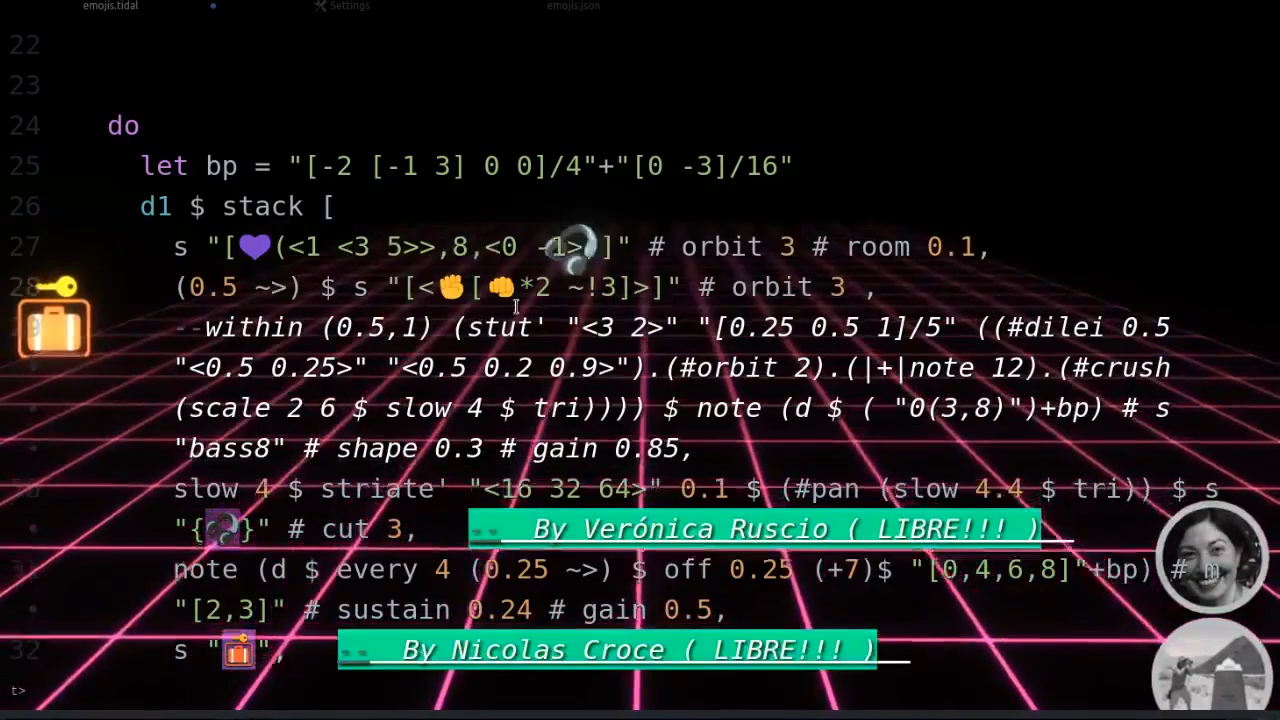 emojis.tidal Settings emojis.json
22
23
24 do
25 let bp = "[-2 [-1 3] 0 0]/4"+"[0 -3]/16"
26 d1 $ stack [
27 s "[💜(<1 <3 5>>,8,<0 -1>)]" # orbit 3 # room 0.1,
28 (0.5 ~>) $ s "[<✊[👊*2 ~!3]>]" # orbit 3 ,
--within (0.5,1) (stut' "<3 2>" "[0.25 0.5 1]/5" ((#dilei 0.5
"<0.5 0.25>" "<0.5 0.2 0.9>").(#orbit 2).(|+|note 12).(#crush
(scale 2 6 $ slow 4 $ tri)))) $ note (d $ ( "0(3,8)")+bp) # s
"bass8" # shape 0.3 # gain 0.85,
slow 4 $ striate' "<16 32 64>" 0.1 $ (#pan (slow 4.4 $ tri)) $ s
"{🎧}" # cut 3, -- By Verónica Ruscio ( LIBRE!!! )
31 note (d $ every 4 (0.25 ~>) $ off 0.25 (+7)$ "[0,4,6,8]"+bp) # m
"[2,3]" # sustain 0.24 # gain 0.5,
32 s "🧳", -- By Nicolas Croce ( LIBRE!!! )
t>